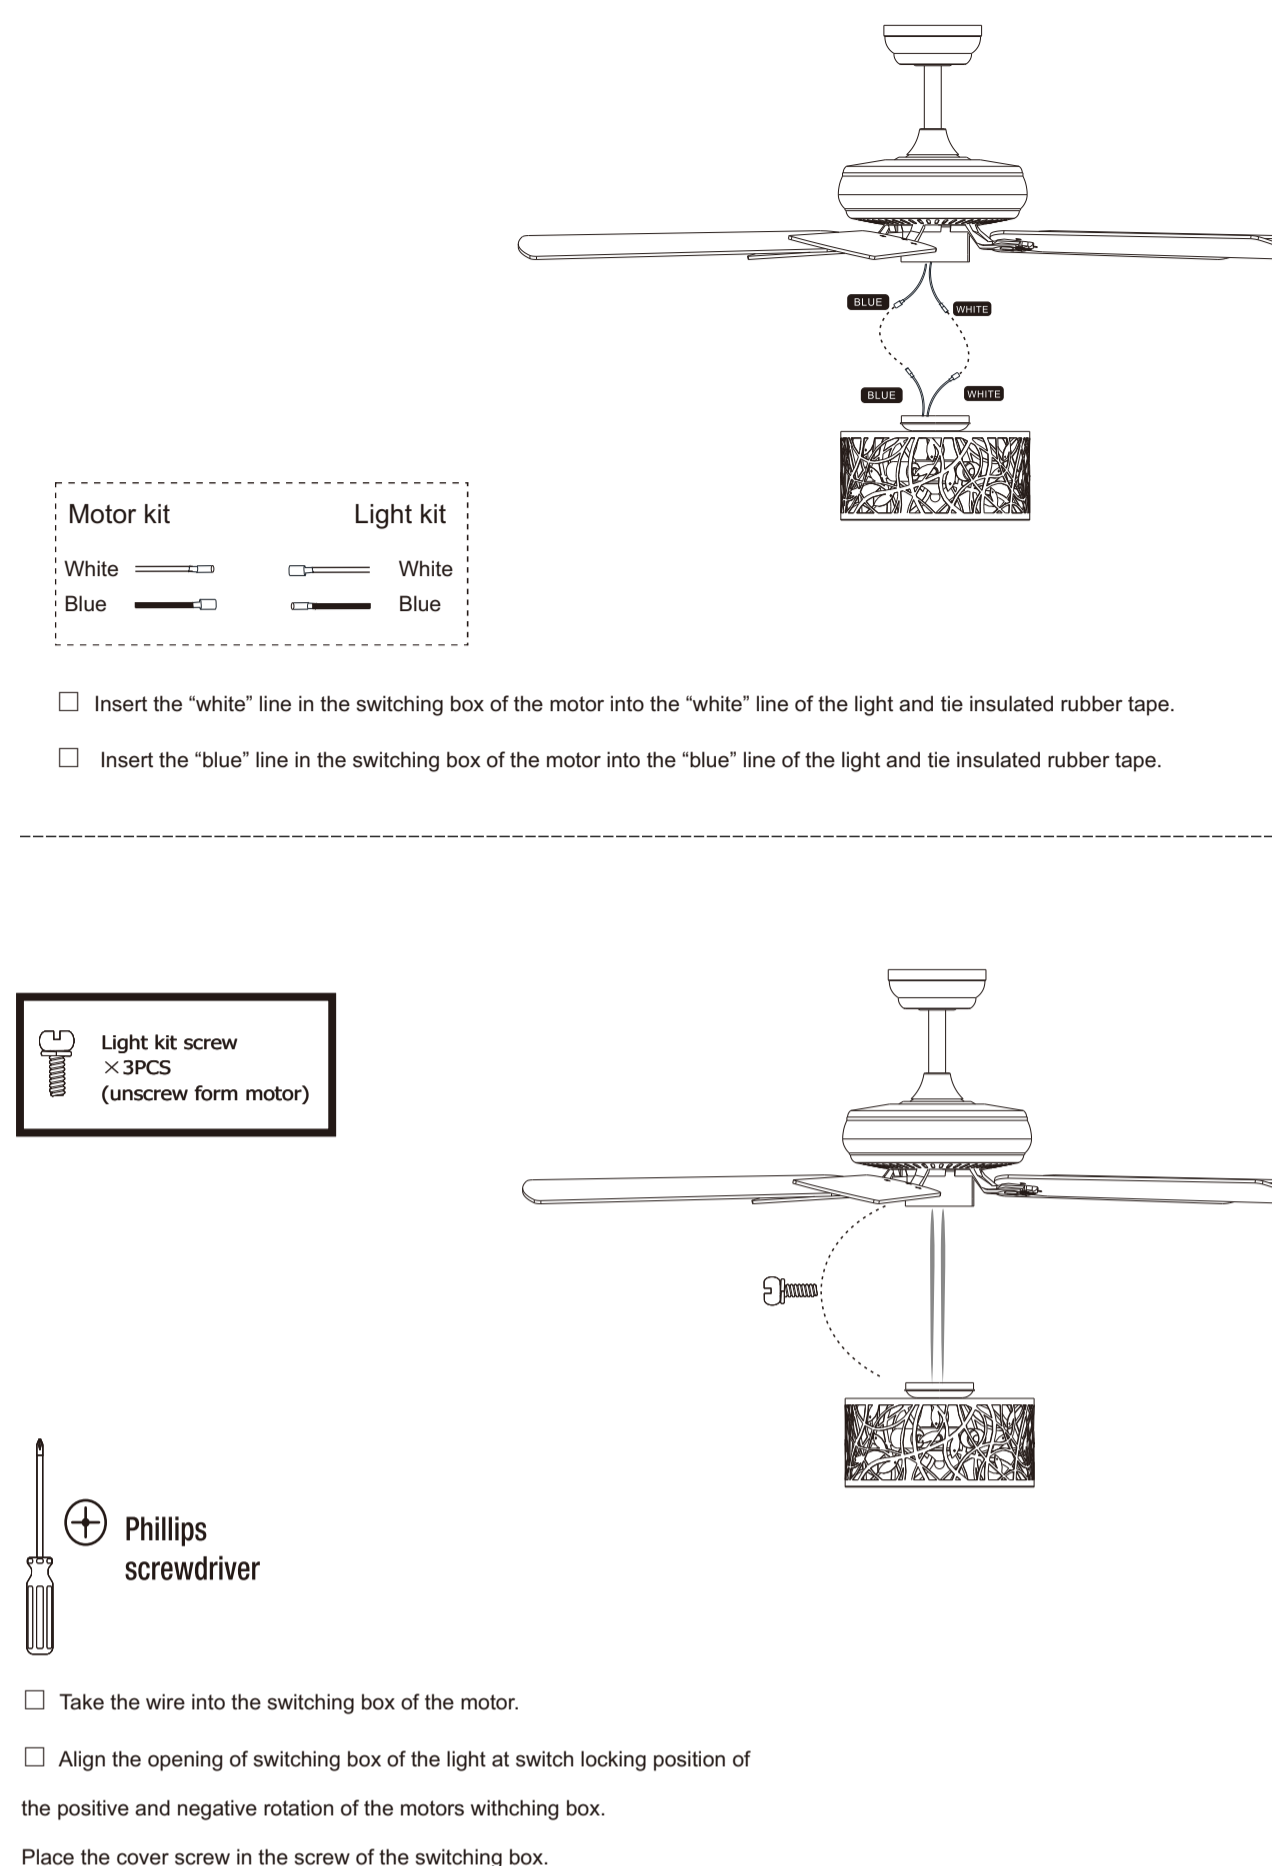 BLUE
WHITE
BLUE
WHITE
Motor kit Light kit
White White
Blue Blue
Insert the “white” line in the switching box of the motor into the “white” line of the light and tie insulated rubber tape.
Insert the “blue” line in the switching box of the motor into the “blue” line of the light and tie insulated rubber tape.
Light kit screw
×3PCS
(unscrew form motor)
Phillips
screwdriver
Take the wire into the switching box of the motor.
Align the opening of switching box of the light at switch locking position of
the positive and negative rotation of the motors withching box.
Place the cover screw in the screw of the switching box.